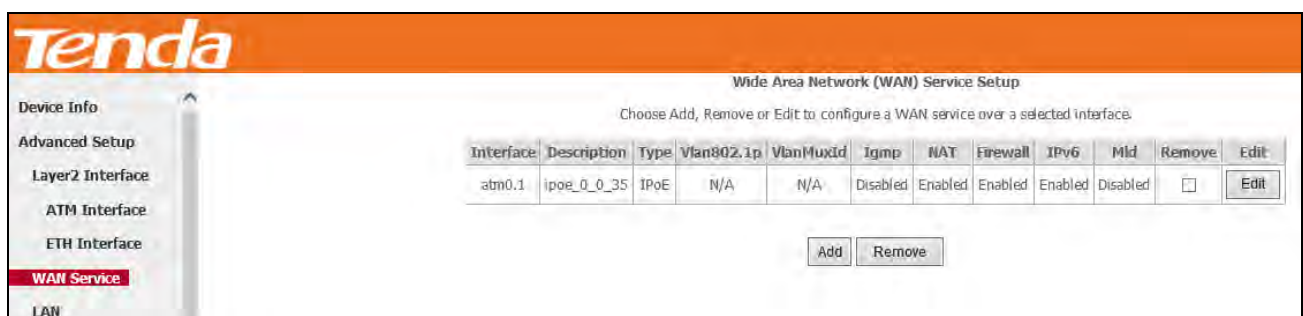 Tenda
Wide Area Network (WAN) Service Setup
Choose Add, Remove or Edit to configure a WAN service over a selected interface.
Device Info
Advanced Setup
Layer2 Interface
ATM Interface
ETH Interface
WAN Service
LAN
Interface Description Type Vlan802.1p VlanMuxId Igmp NAT Firewall IPv6 Mld Remove Edit
atm0.1 ipoe_0_0_35 IPoE N/A N/A Disabled Enabled Enabled Enabled Disabled Edit
Add Remove